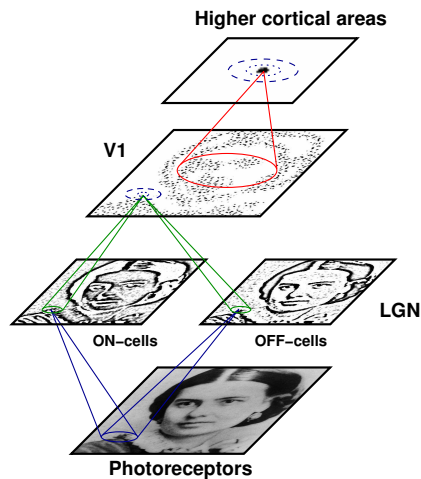 Higher cortical areas
V1
LGN
ON−cells
OFF−cells
Photoreceptors